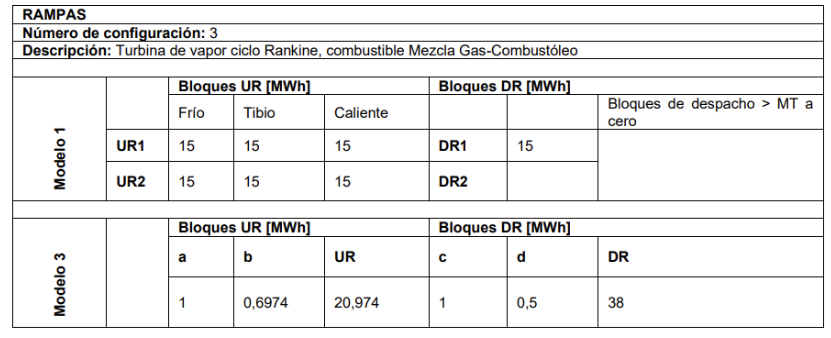 RAMPAS
Número de configuración: 3
Descripción: Turbina de vapor ciclo Rankine, combustible Mezcla Gas-Combustóleo
Modelo 1
Bloques UR [MWh] Bloques DR [MWh]
Frío Tibio Caliente Bloques de despacho > MT a
cero
UR1 15 15 15 DR1 15
UR2 15 15 15 DR2
Modelo 3
Bloques UR [MWh] Bloques DR [MWh]
a b UR c d DR
1 0,6974 20,974 1 0,5 38